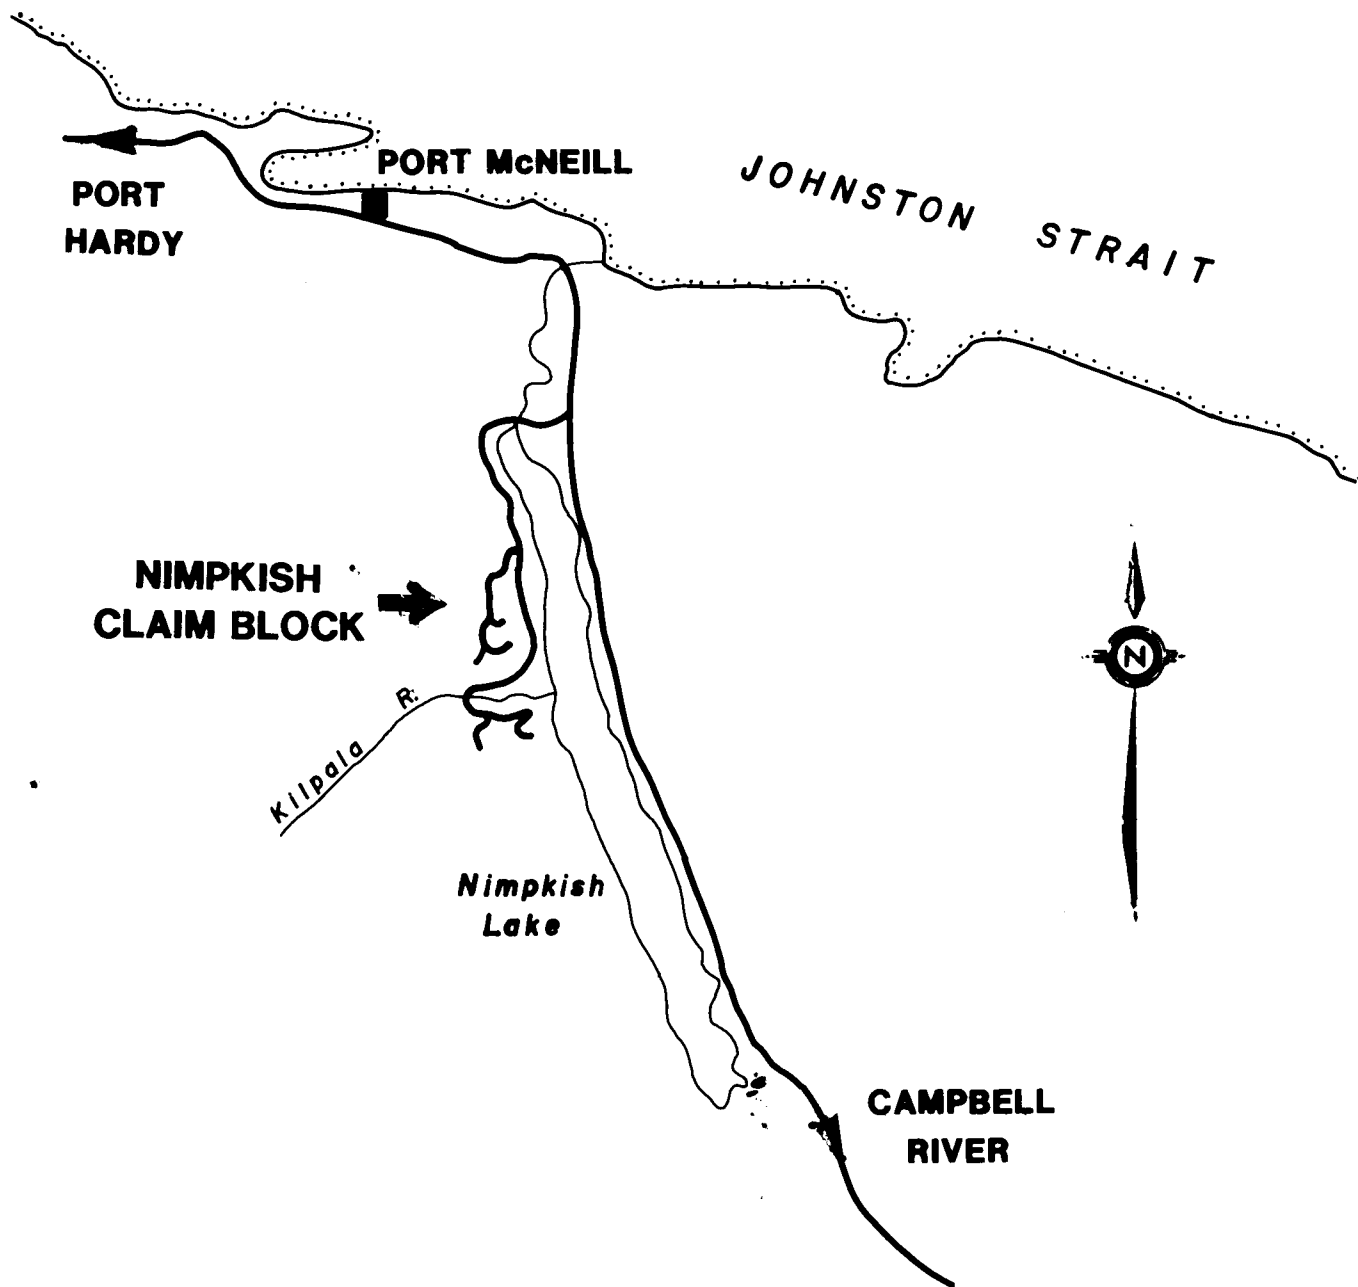 PORT McNEILL
JOHNSTON STRAIT
PORT
HARDY
NIMPKISH
CLAIM BLOCK
N
Kilpala R.
Nimpkish
Lake
CAMPBELL
RIVER